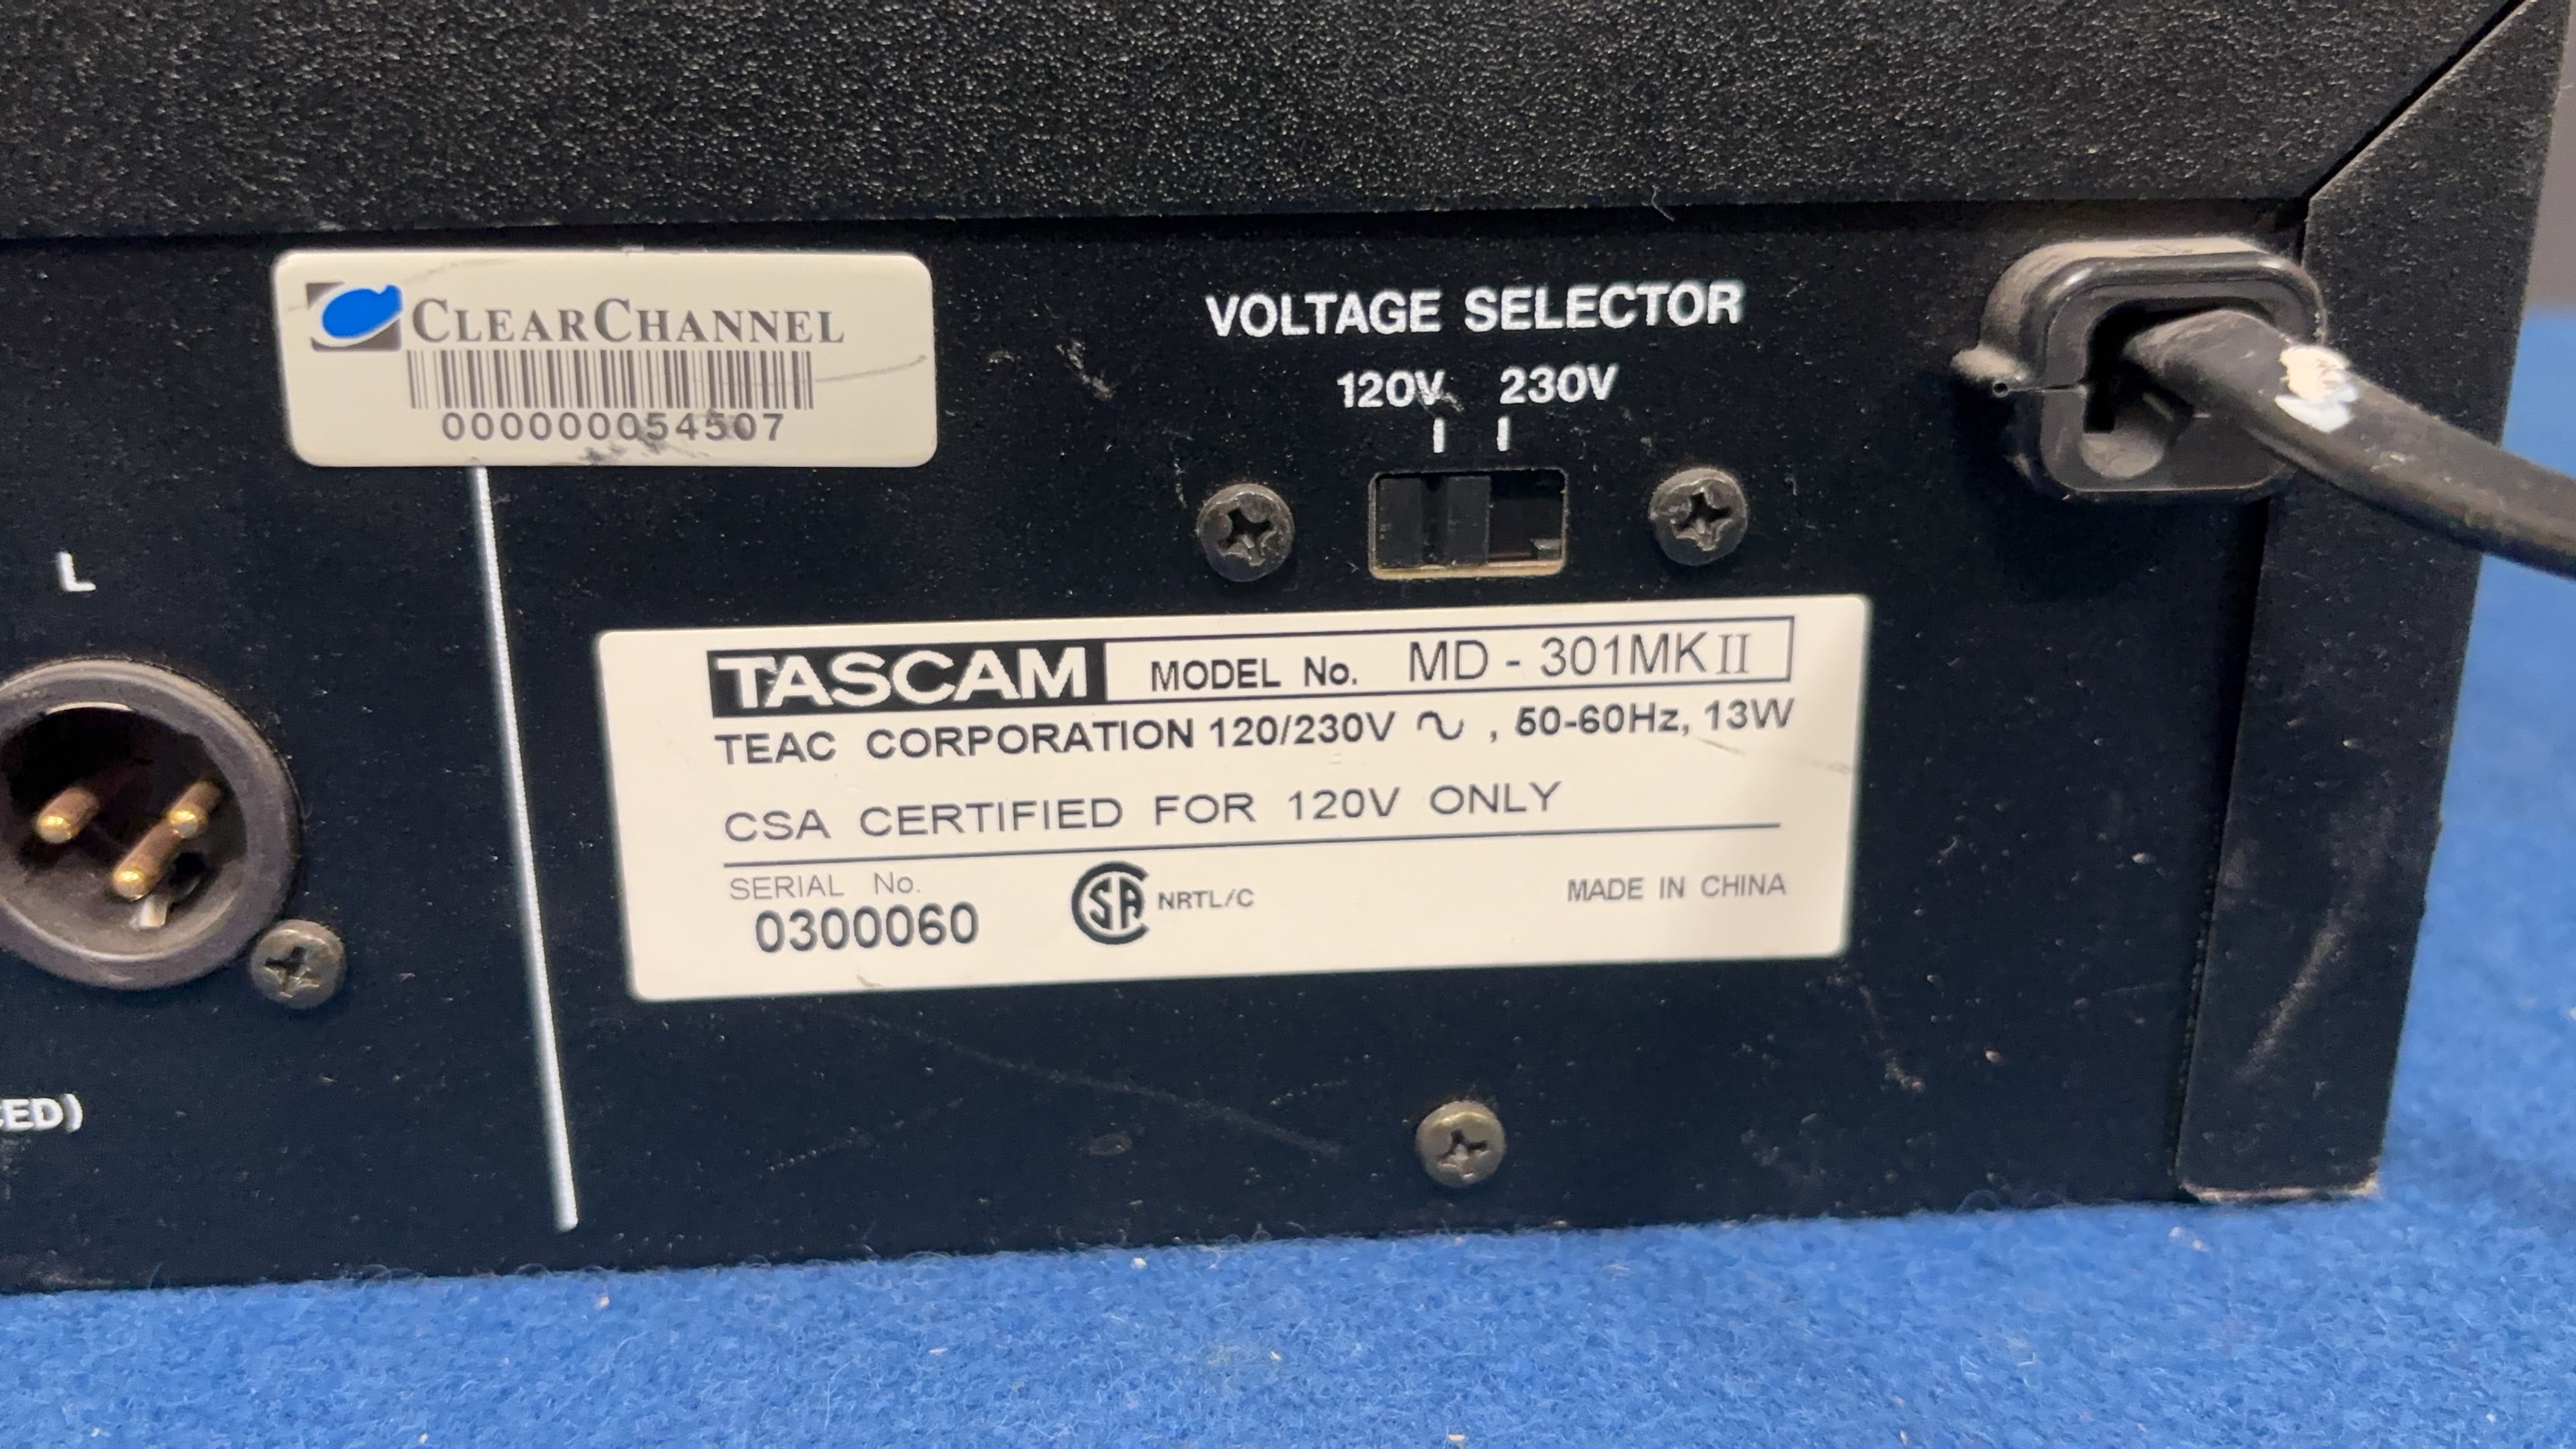 CLEARCHANNEL
000000054507
VOLTAGE SELECTOR
120V 230V
L
TASCAM MODEL No. MD - 301MKII
TEAC CORPORATION 120/230V ∿ , 50-60Hz, 13W
CSA CERTIFIED FOR 120V ONLY
SERIAL No.
0300060
SA NRTL/C
MADE IN CHINA
CED)